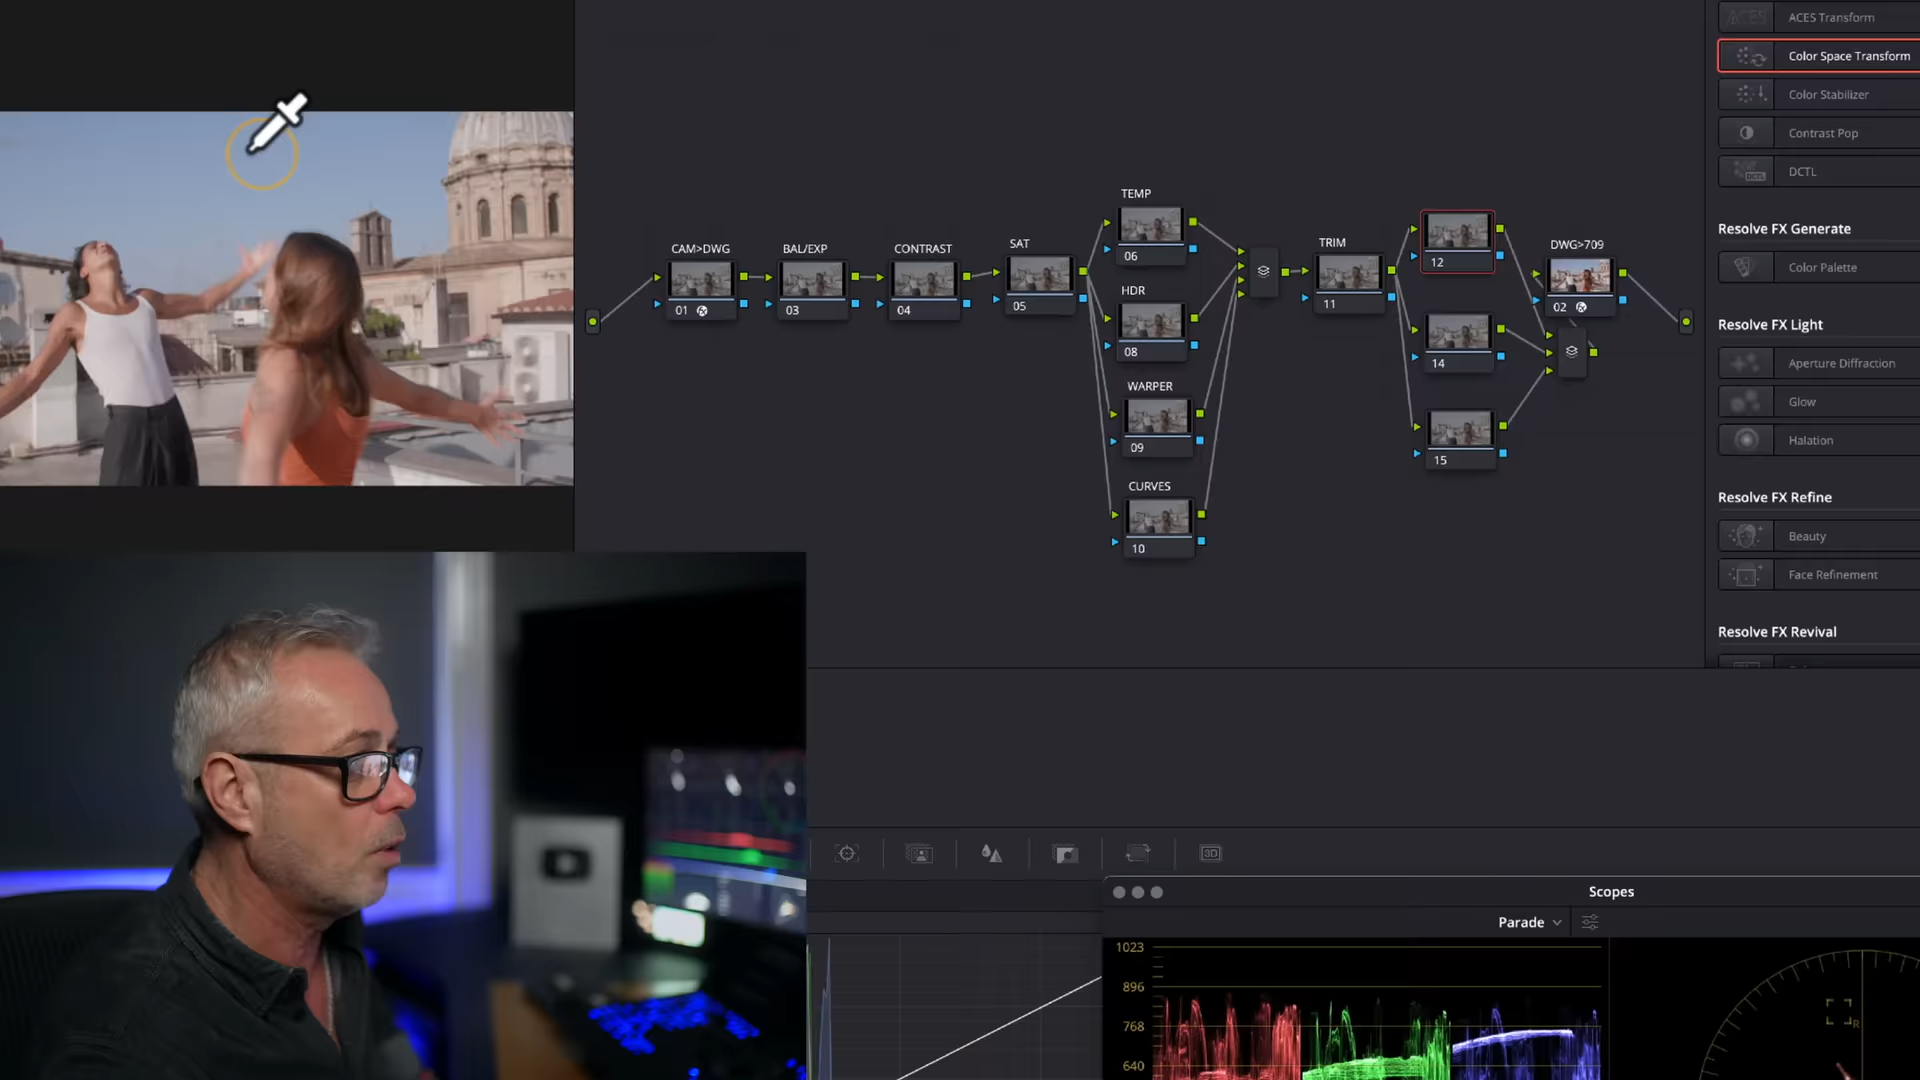 ACES Transform
Color Space Transform
Color Stabilizer
Contrast Pop
DCTL
DCTL
Resolve FX Generate
Color Palette
Resolve FX Light
Aperture Diffraction
Glow
Halation
Resolve FX Refine
Beauty
Face Refinement
Resolve FX Revival
CAM>DWG
01
BAL/EXP
03
CONTRAST
04
SAT
05
TEMP
06
HDR
08
WARPER
09
CURVES
10
TRIM
11
12
14
15
DWG>709
02
3D
Scopes
Parade
1023
896
768
640
R